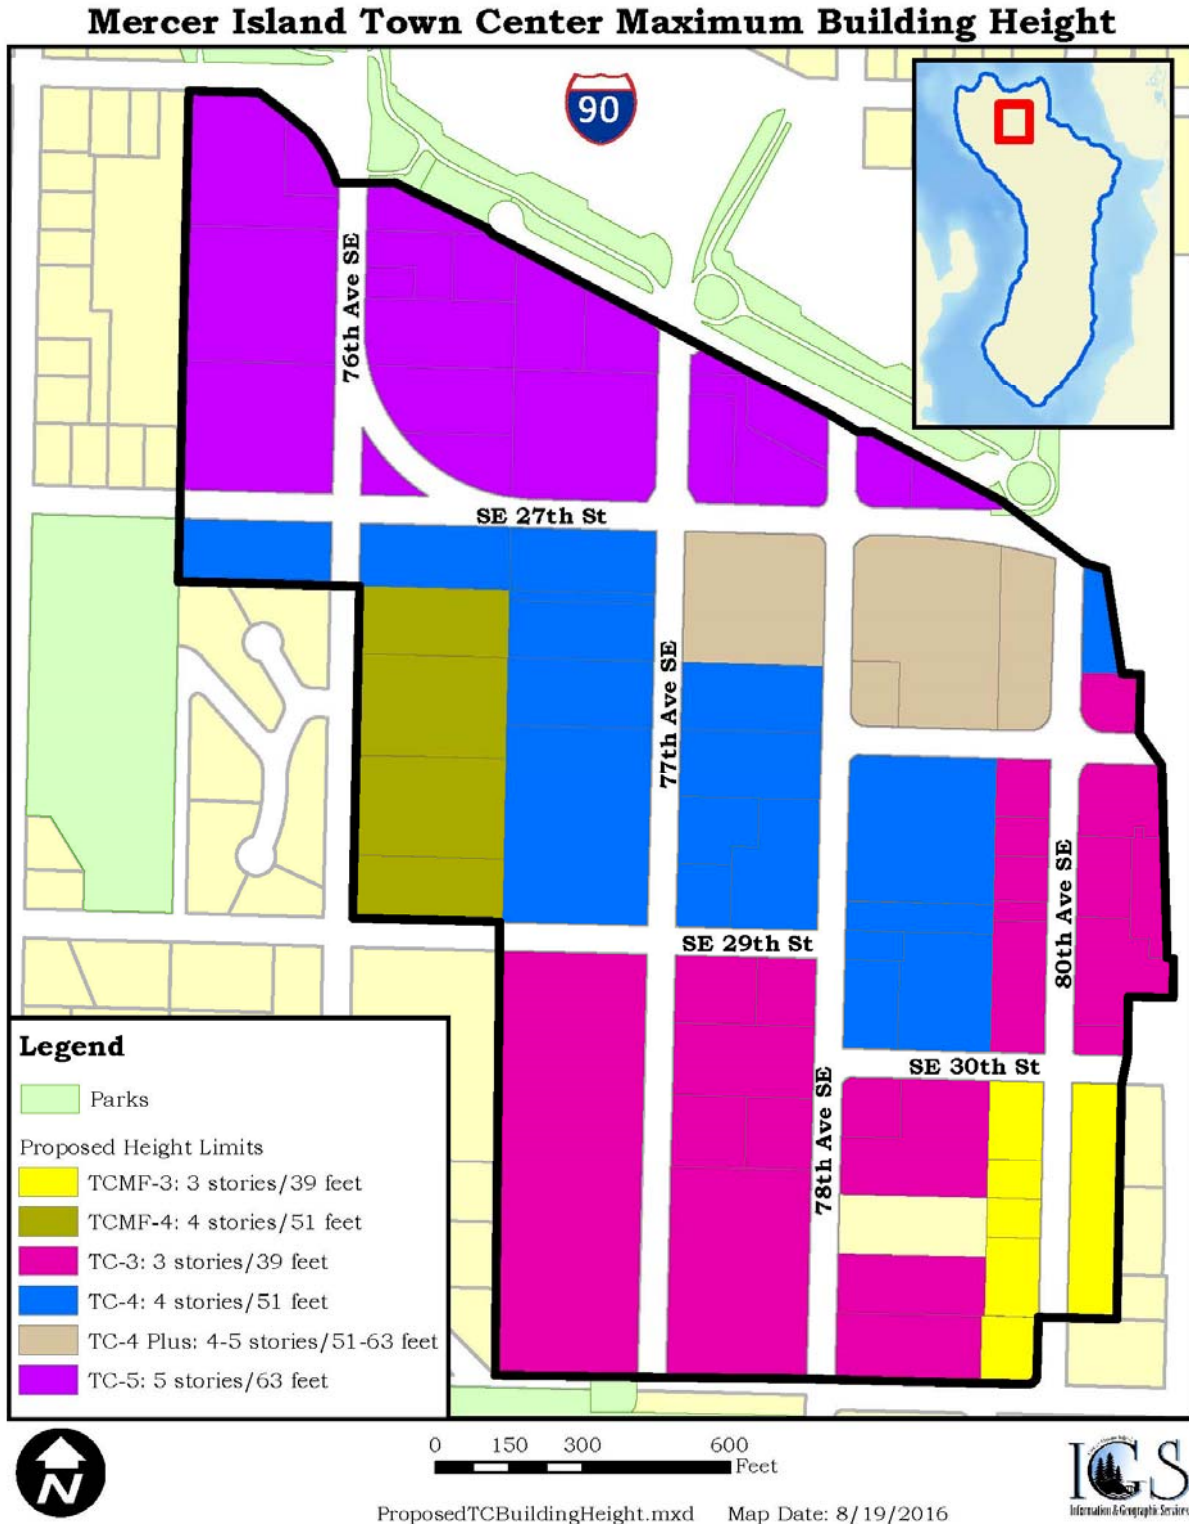 Mercer Island Town Center Maximum Building Height
90
76th Ave SE
SE 27th St
77th Ave SE
80th Ave SE
SE 29th St
SE 30th St
78th Ave SE
Legend
Parks
Proposed Height Limits
TCMF-3: 3 stories/39 feet
TCMF-4: 4 stories/51 feet
TC-3: 3 stories/39 feet
TC-4: 4 stories/51 feet
TC-4 Plus: 4-5 stories/51-63 feet
TC-5: 5 stories/63 feet
N
0 150 300 600
Feet
ProposedTCBuildingHeight.mxd Map Date: 8/19/2016
IGS
Information & Geographic Services